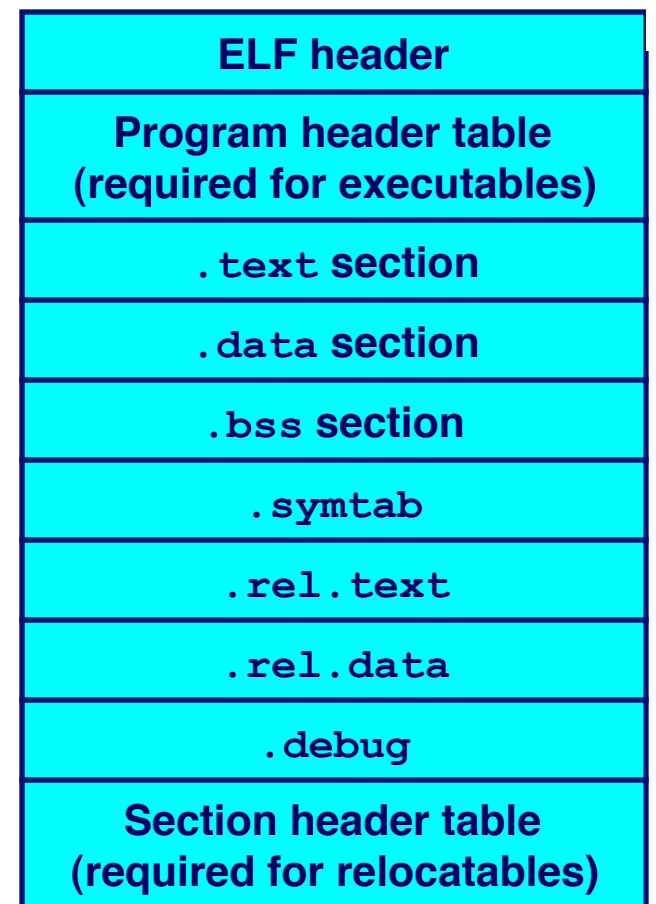 ELF header
Program header table
(required for executables)
.text section
.data section
.bss section
.symtab
.rel.text
.rel.data
.debug
Section header table
(required for relocatables)